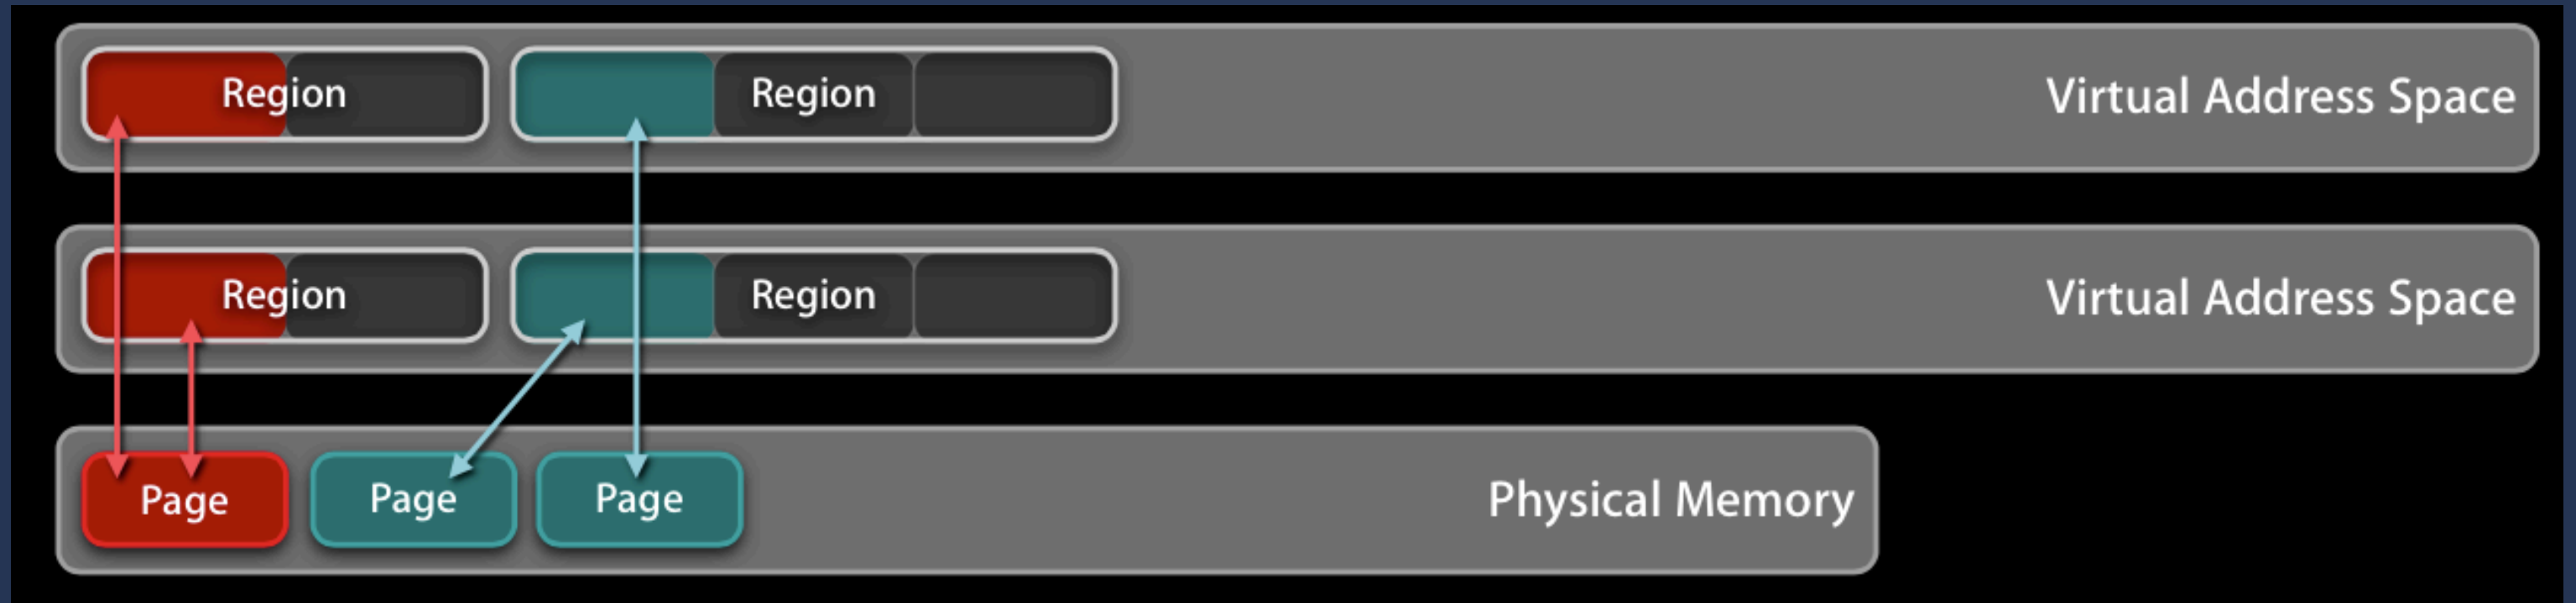 Region
Region
Virtual Address Space
Region
Region
Virtual Address Space
Page
Page
Page
Physical Memory